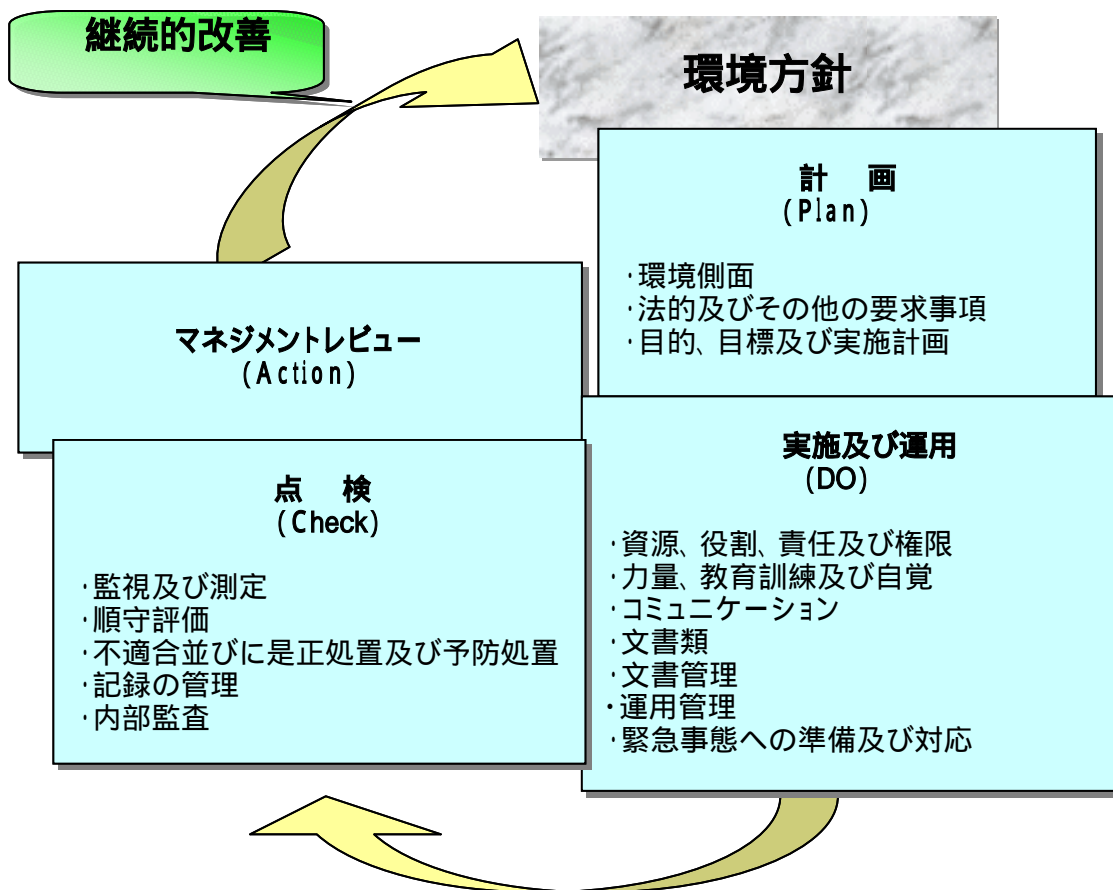 継続的改善
環境方針
計 画
(Plan)
・環境側面
・法的及びその他の要求事項
・目的、目標及び実施計画
実施及び運用
(DO)
・資源、役割、責任及び権限
・力量、教育訓練及び自覚
・コミュニケーション
・文書類
・文書管理
・運用管理
・緊急事態への準備及び対応
点 検
(Check)
・監視及び測定
・順守評価
・不適合並びに是正処置及び予防処置
・記録の管理
・内部監査
マネジメントレビュー
(Action)